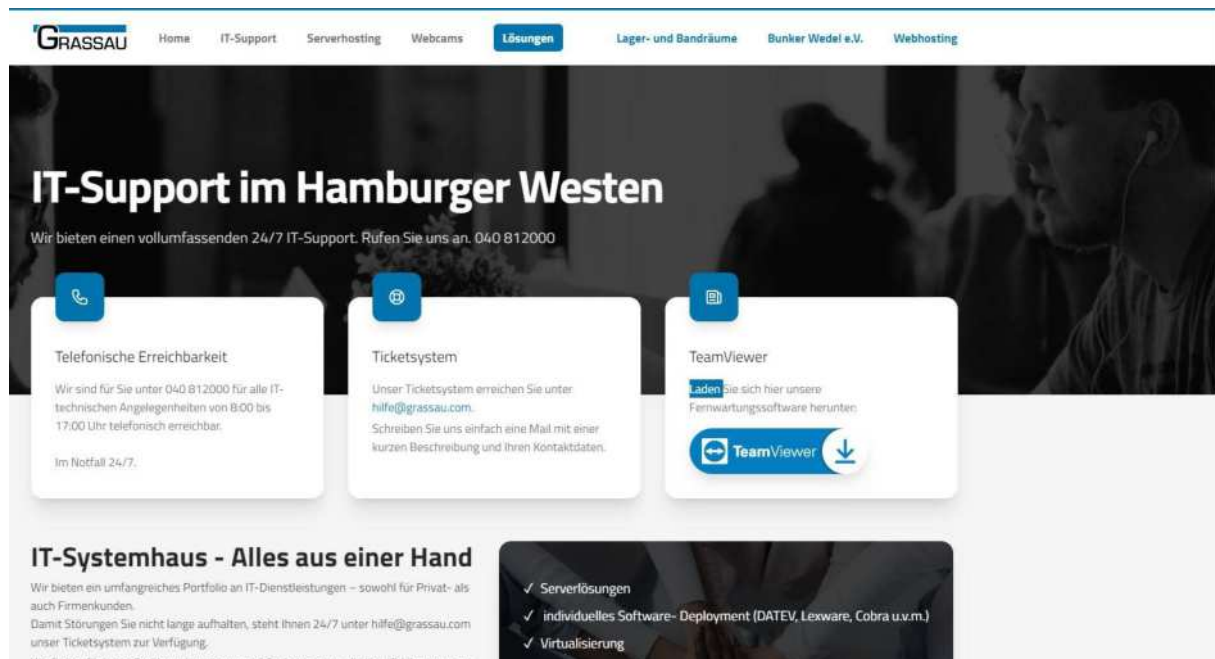 GRASSAU
Home IT-Support Serverhosting Webcams Lösungen Lager- und Bandräume Bunker Wedel e.V. Webhosting
IT-Support im Hamburger Westen
Wir bieten einen vollumfassenden 24/7 IT-Support. Rufen Sie uns an. 040 812000
Telefonische Erreichbarkeit
Wir sind für Sie unter 040 812000 für alle IT-
technischen Angelegenheiten von 8:00 bis
17:00 Uhr telefonisch erreichbar.
Im Notfall 24/7.
Ticketsystem
Unser Ticketsystem erreichen Sie unter
hilfe@grassau.com.
Schreiben Sie uns einfach eine Mail mit einer
kurzen Beschreibung und Ihren Kontaktdaten.
TeamViewer
Laden Sie sich hier unsere
Fernwartungssoftware herunter:
TeamViewer
IT-Systemhaus - Alles aus einer Hand
Wir bieten ein umfangreiches Portfolio an IT-Dienstleistungen – sowohl für Privat- als
auch Firmenkunden.
Damit Störungen Sie nicht lange aufhalten, steht Ihnen 24/7 unter hilfe@grassau.com
unser Ticketsystem zur Verfügung.
✓ Serverlösungen
✓ individuelles Software- Deployment (DATEV, Lexware, Cobra u.v.m.)
✓ Virtualisierung